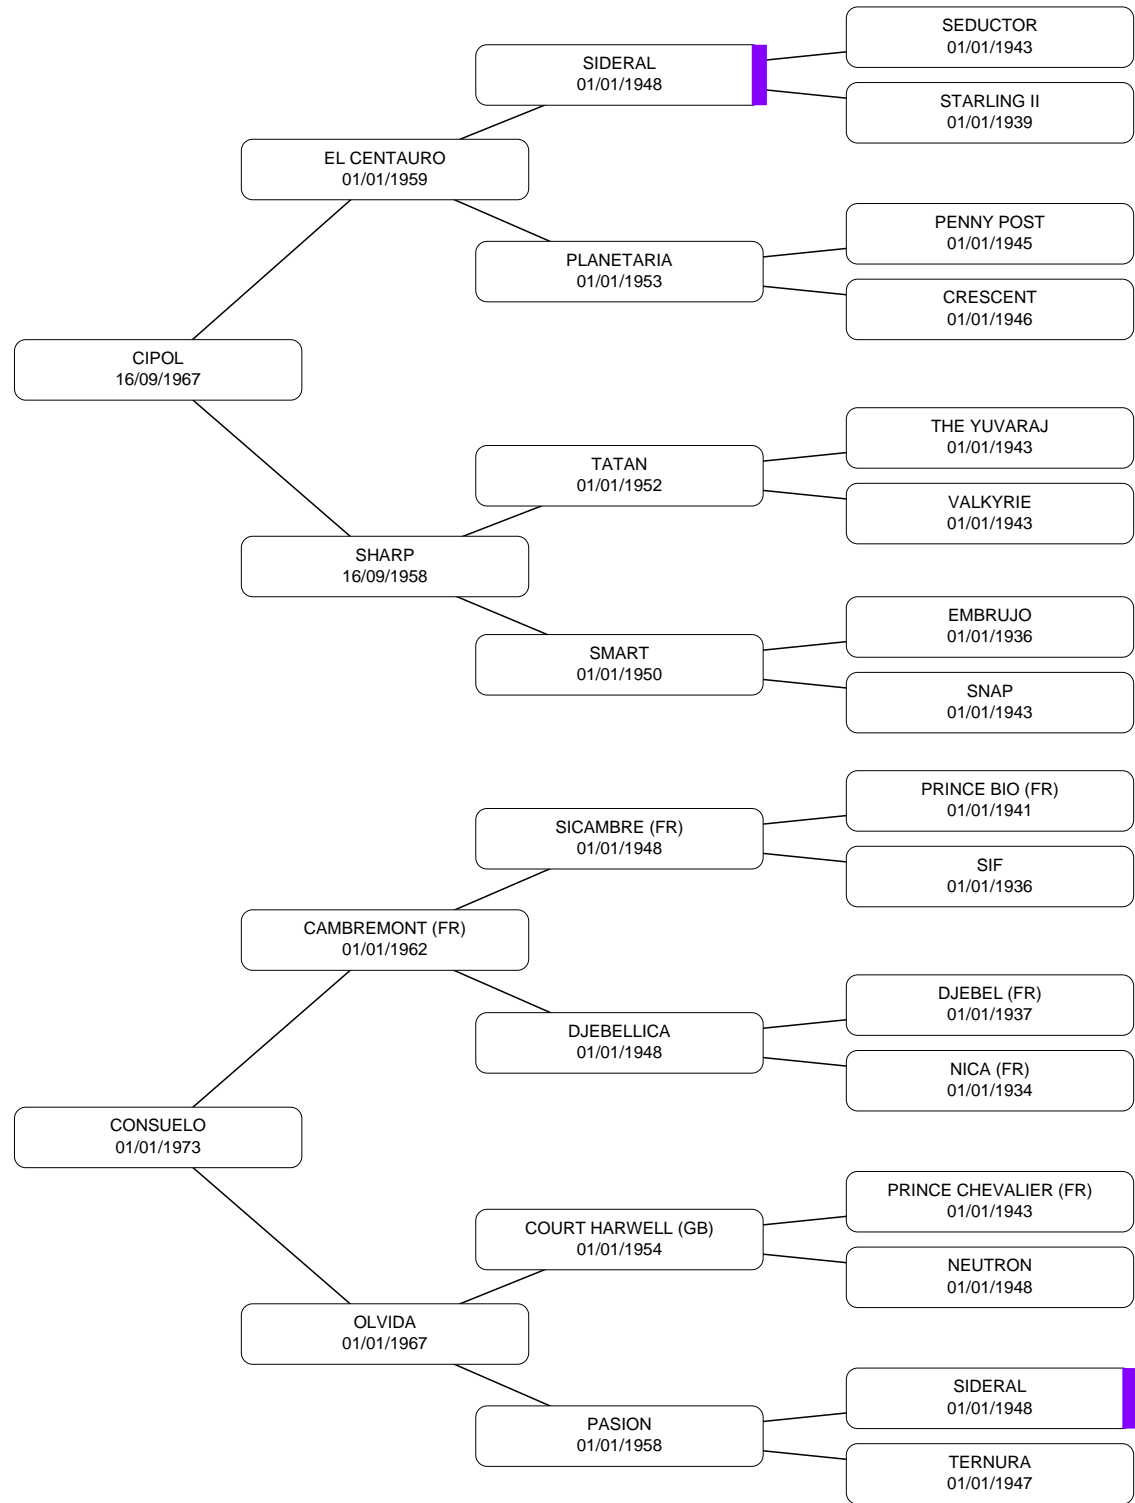 SEDUCTOR
01/01/1943
SIDERAL
01/01/1948
STARLING II
01/01/1939
EL CENTAURO
01/01/1959
PENNY POST
01/01/1945
PLANETARIA
01/01/1953
CRESCENT
01/01/1946
CIPOL
16/09/1967
THE YUVARAJ
01/01/1943
TATAN
01/01/1952
VALKYRIE
01/01/1943
SHARP
16/09/1958
EMBRUJO
01/01/1936
SMART
01/01/1950
SNAP
01/01/1943
PRINCE BIO (FR)
01/01/1941
SICAMBRE (FR)
01/01/1948
SIF
01/01/1936
CAMBREMONT (FR)
01/01/1962
DJEBEL (FR)
01/01/1937
DJEBELLICA
01/01/1948
NICA (FR)
01/01/1934
CONSUELO
01/01/1973
PRINCE CHEVALIER (FR)
01/01/1943
COURT HARWELL (GB)
01/01/1954
NEUTRON
01/01/1948
OLVIDA
01/01/1967
SIDERAL
01/01/1948
PASION
01/01/1958
TERNURA
01/01/1947